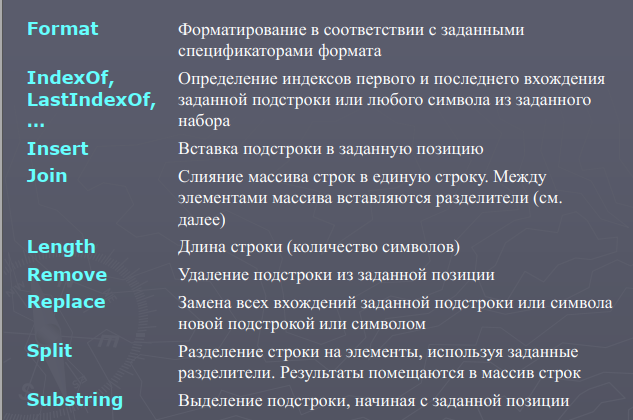 Format Форматирование в соответствии с заданными
спецификаторами формата
IndexOf, Определение индексов первого и последнего вхождения
LastIndexOf, заданной подстроки или любого символа из заданного
... набора
Insert Вставка подстроки в заданную позицию
Join Слияние массива строк в единую строку. Между
элементами массива вставляются разделители (см.
далее)
Length Длина строки (количество символов)
Remove Удаление подстроки из заданной позиции
Replace Замена всех вхождений заданной подстроки или символа
новой подстрокой или символом
Split Разделение строки на элементы, используя заданные
разделители. Результаты помещаются в массив строк
Substring Выделение подстроки, начиная с заданной позиции